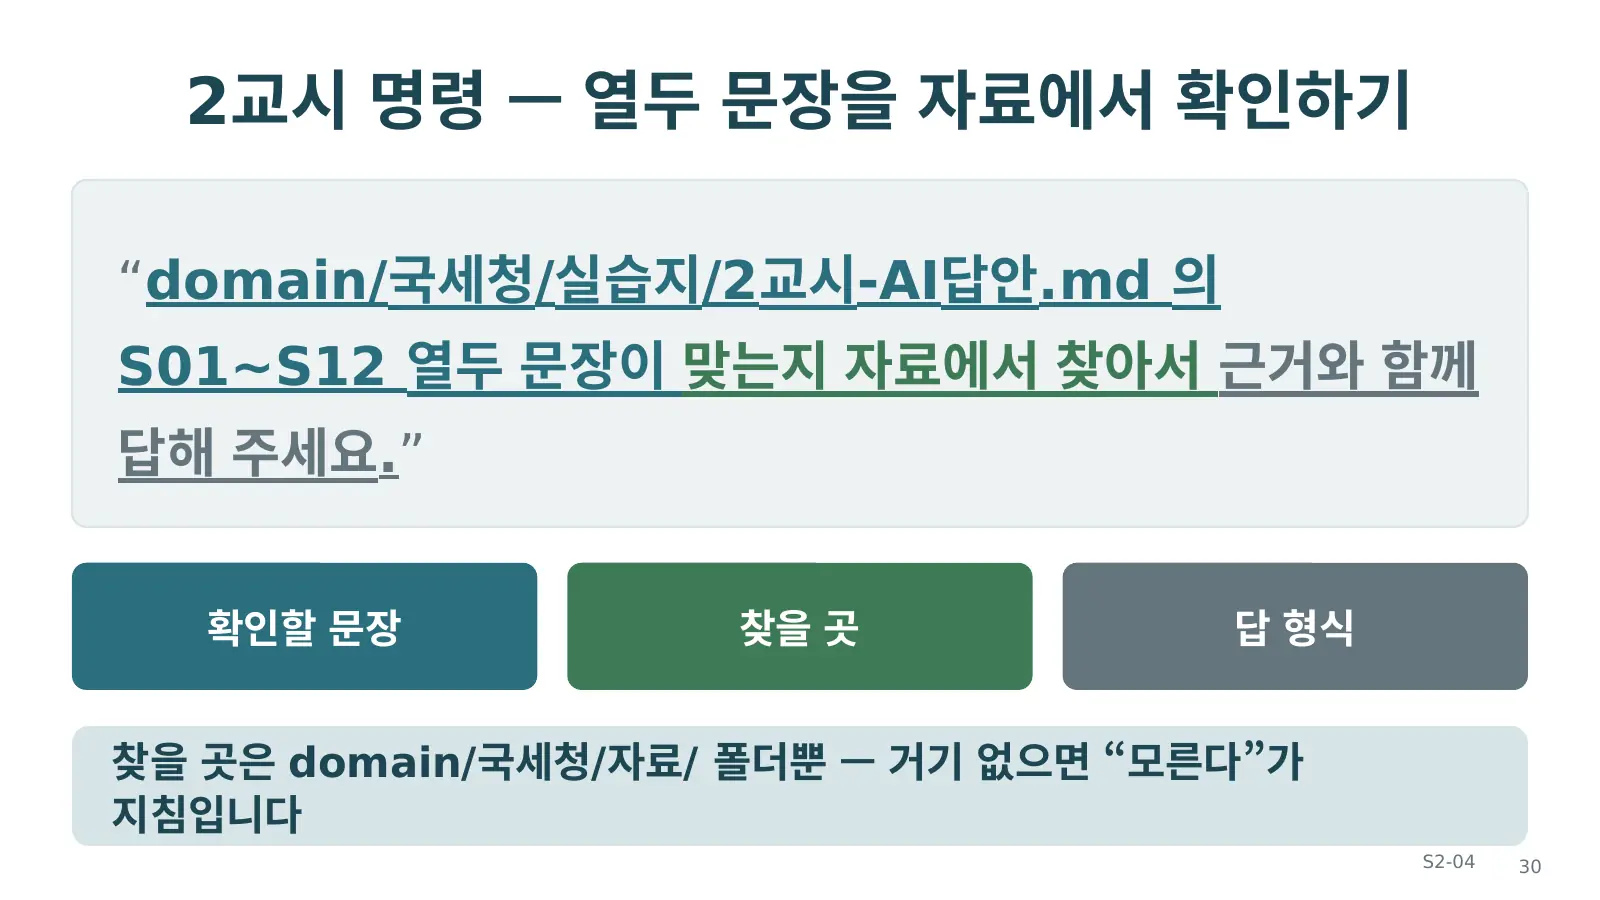 2교시 명령 — 열두 문장을 자료에서 확인하기
“domain/국세청/실습지/2교시-AI답안.md 의
S01~S12 열두 문장이 맞는지 자료에서 찾아서 근거와 함께
답해 주세요.”
확인할 문장
찾을 곳
답 형식
찾을 곳은 domain/국세청/자료/ 폴더뿐 — 거기 없으면 “모른다”가
지침입니다
S2-04
30